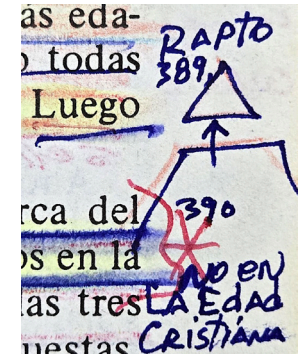 ás eda-
o todas
Luego
rca del
os en la
as tres
uestas
RAPTO
389
390
NO EN
LA EdAd
CRISTIANA